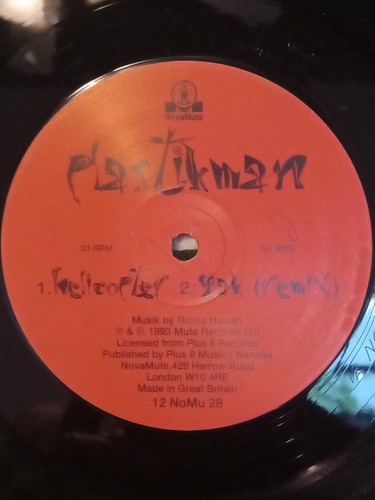 NovaMute
plastikman
33 RPM
AA SIDE
1. helicopter 2. spak (remix)
Musik by Richie Hawtin
℗ & © 1993 Mute Records Ltd
Licensed from Plus 8 Records
Published by Plus 8 Music / Nanada
NovaMute, 429 Harrow Road
London W10 4RE
Made in Great Britain
12 NoMu 28